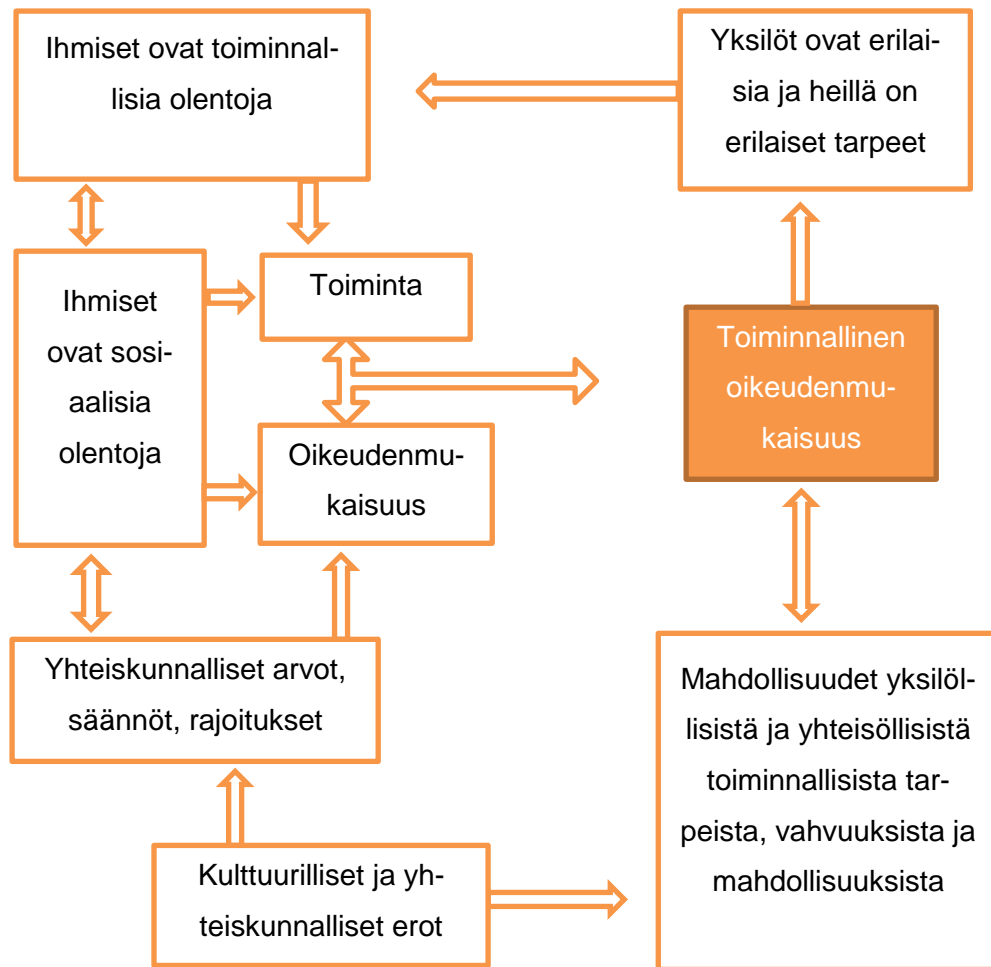 Ihmiset ovat toiminnal-
lisia olentoja
Yksilöt ovat erilai-
sia ja heillä on
erilaiset tarpeet
Ihmiset
ovat sosi-
aalisia
olentoja
Toiminta
Toiminnallinen
oikeudenmu-
kaisuus
Oikeudenmu-
kaisuus
Yhteiskunnalliset arvot,
säännöt, rajoitukset
Mahdollisuudet yksilöl-
lisistä ja yhteisöllisistä
toiminnallisista tar-
peista, vahvuuksista ja
mahdollisuuksista
Kulttuurilliset ja yh-
teiskunnalliset erot